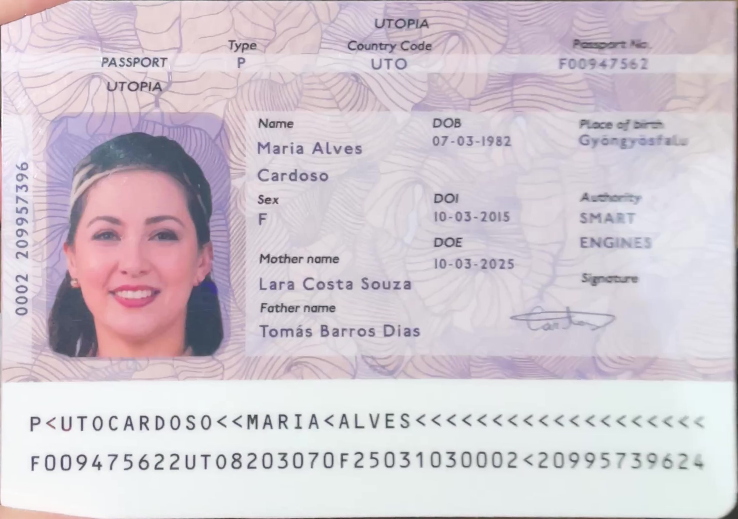 UTOPIA
Type Country Code Passport No.
PASSPORT P UTO F00947562
UTOPIA
Name DOB Place of birth
Maria Alves 07-03-1982 Gyöngyösfalu
Cardoso
Sex DOI Authority
F 10-03-2015 SMART
DOE ENGINES
Mother name 10-03-2025
Signature
Lara Costa Souza
Father name
Tomás Barros Dias
0002 209957396
P<UTOCARDOSO<<MARIA<ALVES<<<<<<<<<<<<<<<<<<<
F009475622UTO8203070F25031030002<20995739624